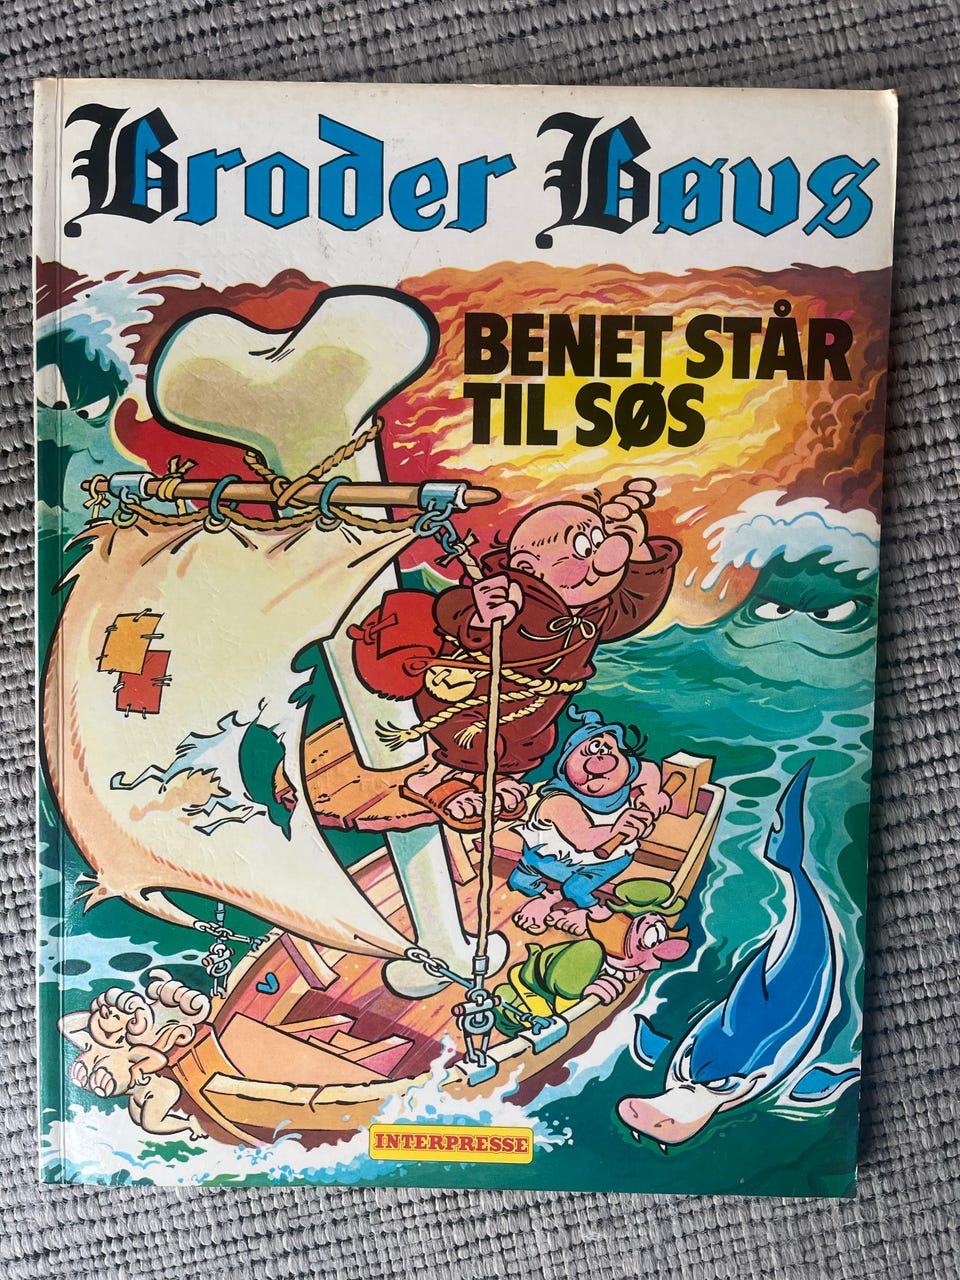 Broder Bøvs
BENET STÅR
TIL SØS
INTERPRESSE